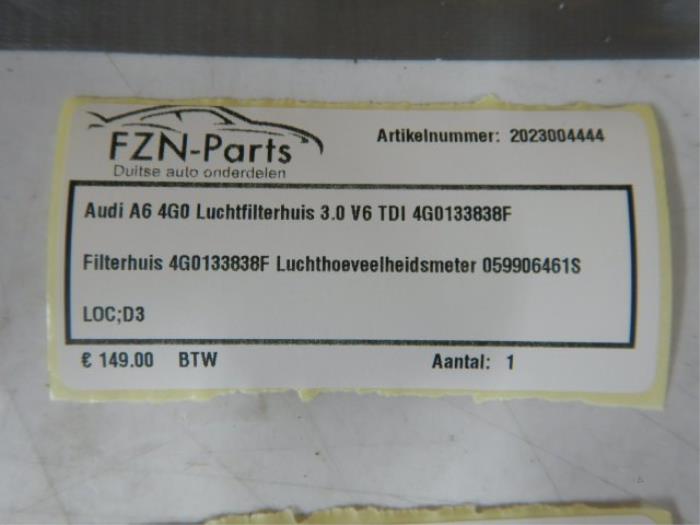 FZN-Parts
Duitse auto onderdelen
Artikelnummer: 2023004444
Audi A6 4G0 Luchtfilterhuis 3.0 V6 TDI 4G0133838F
Filterhuis 4G0133838F Luchthoeveelheidsmeter 059906461S
LOC;D3
€ 149.00 BTW Aantal: 1